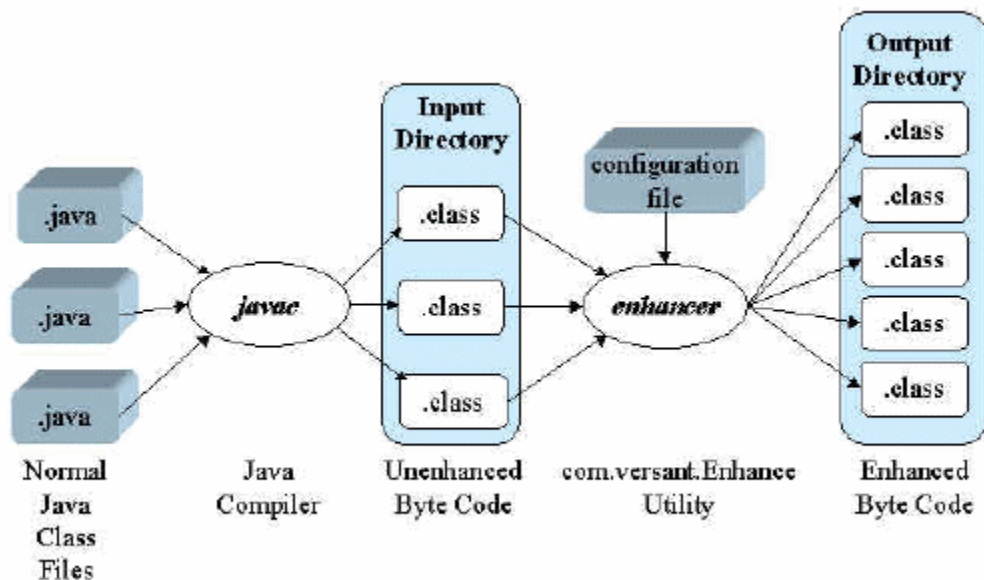 .java
.java
.java
Normal
Java
Class
Files
javac
Java
Compiler
Input
Directory
.class
.class
.class
Unenhanced
Byte Code
configuration
file
enhancer
com.versant.Enhance
Utility
Output
Directory
.class
.class
.class
.class
.class
Enhanced
Byte Code